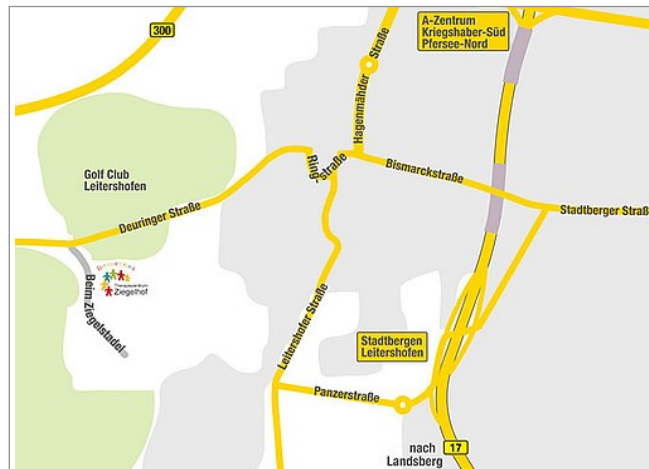 A-Zentrum
Kriegshaber-Süd
Pfersee-Nord
300
Hagenmähder Straße
Golf Club
Leitershofen
Ring-
straße
Bismarckstraße
Deuringer Straße
Stadtberger Straß
Therapiezentrum
Ziegelhof
Beim Ziegelstadel
Leitershofer Straße
Stadtbergen
Leitershofen
Panzerstraße
nach
Landsberg
17